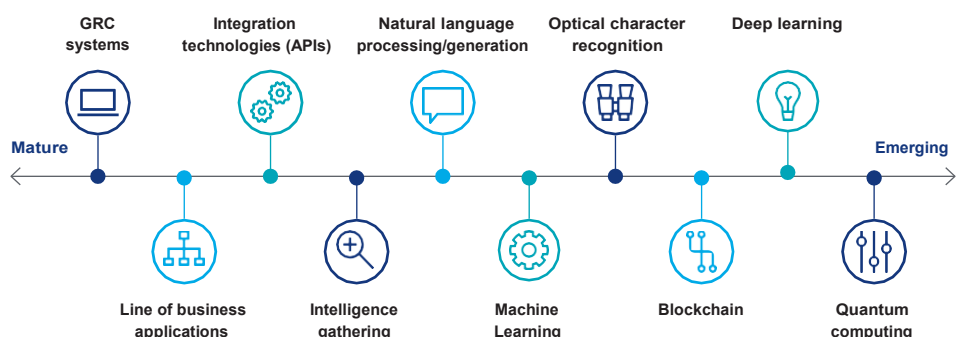 GRC
systems
Integration
technologies (APIs)
Natural language
processing/generation
Optical character
recognition
Deep learning
Mature
Emerging
Line of business
applications
Intelligence
gathering
Machine
Learning
Blockchain
Quantum
computing